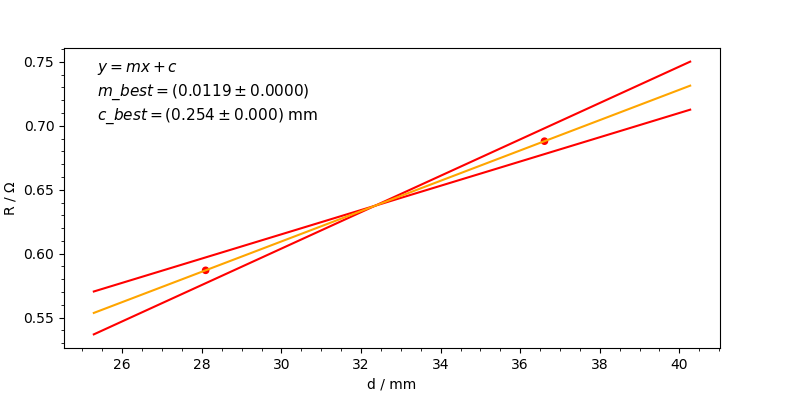 y = mx + c
m_best = (0.0119 ± 0.0000)
c_best = (0.254 ± 0.000) mm
0.75
0.70
0.65
0.60
0.55
R / Ω
26 28 30 32 34 36 38 40
d / mm